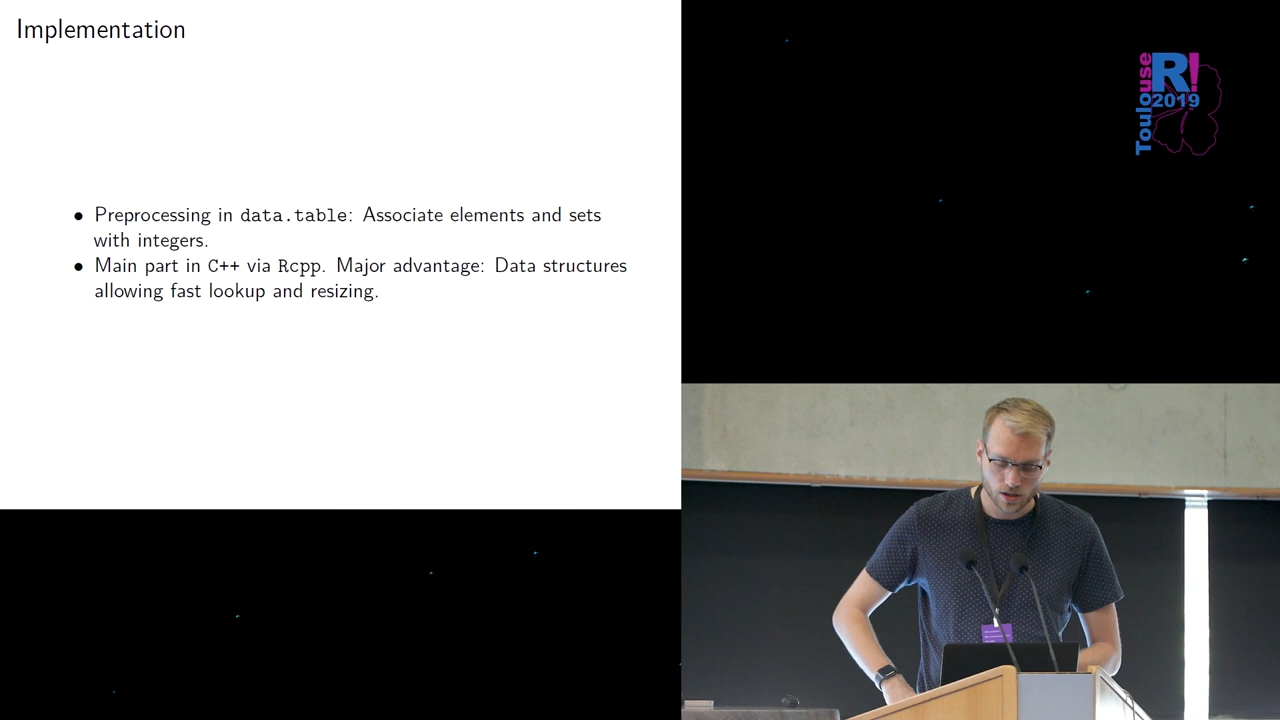 Implementation
• Preprocessing in data.table: Associate elements and sets
with integers.
• Main part in C++ via Rcpp. Major advantage: Data structures
allowing fast lookup and resizing.
Toulouse
R!
2019